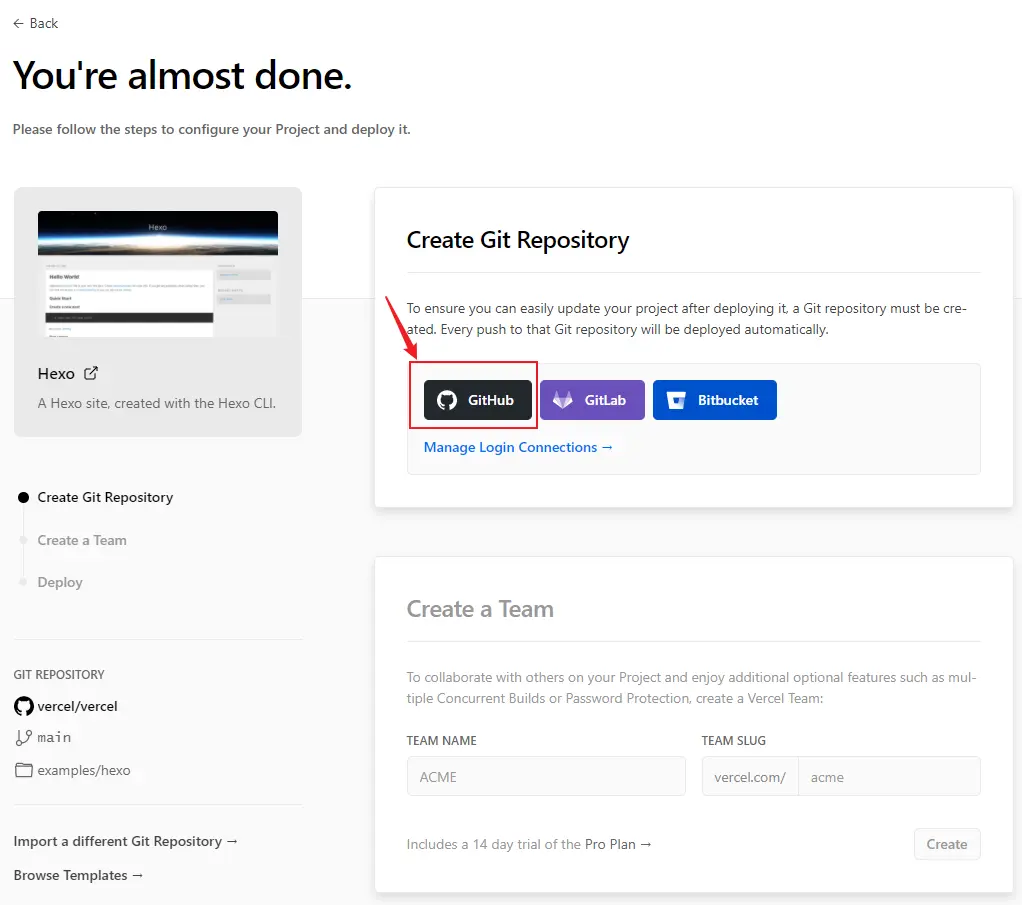 ← Back
You're almost done.
Please follow the steps to configure your Project and deploy it.
Hexo
Hello World
Hexo
A Hexo site, created with the Hexo CLI.
Create Git Repository
Create a Team
Deploy
GIT REPOSITORY
vercel/vercel
main
examples/hexo
Import a different Git Repository →
Browse Templates →
Create Git Repository
To ensure you can easily update your project after deploying it, a Git repository must be cre-
ated. Every push to that Git repository will be deployed automatically.
GitHub GitLab Bitbucket
Manage Login Connections →
Create a Team
To collaborate with others on your Project and enjoy additional optional features such as mul-
tiple Concurrent Builds or Password Protection, create a Vercel Team:
TEAM NAME TEAM SLUG
ACME vercel.com/ acme
Includes a 14 day trial of the Pro Plan → Create